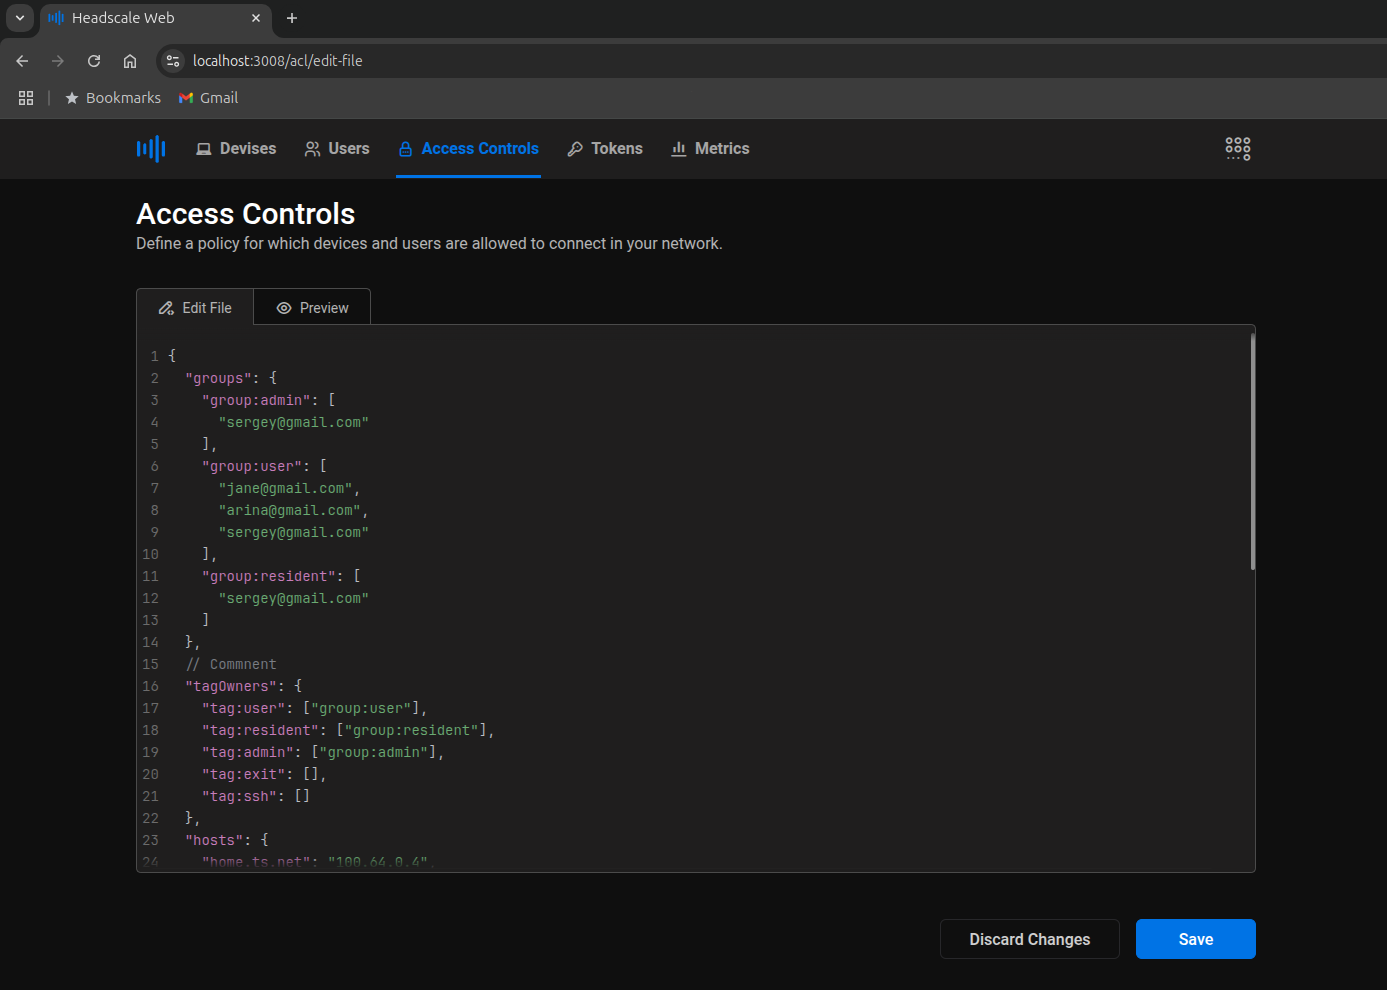 Headscale Web
localhost:3008/acl/edit-file
Bookmarks
Gmail
Devises
Users
Access Controls
Tokens
Metrics
Access Controls
Define a policy for which devices and users are allowed to connect in your network.
Edit File
Preview
1 {
2 "groups": {
3 "group:admin": [
4 "sergey@gmail.com"
5 ],
6 "group:user": [
7 "jane@gmail.com",
8 "arina@gmail.com",
9 "sergey@gmail.com"
10 ],
11 "group:resident": [
12 "sergey@gmail.com"
13 ]
14 },
15 // Commnent
16 "tagOwners": {
17 "tag:user": ["group:user"],
18 "tag:resident": ["group:resident"],
19 "tag:admin": ["group:admin"],
20 "tag:exit": [],
21 "tag:ssh": []
22 },
23 "hosts": {
24 "home.ts.net": "100.64.0.4",
Discard Changes
Save